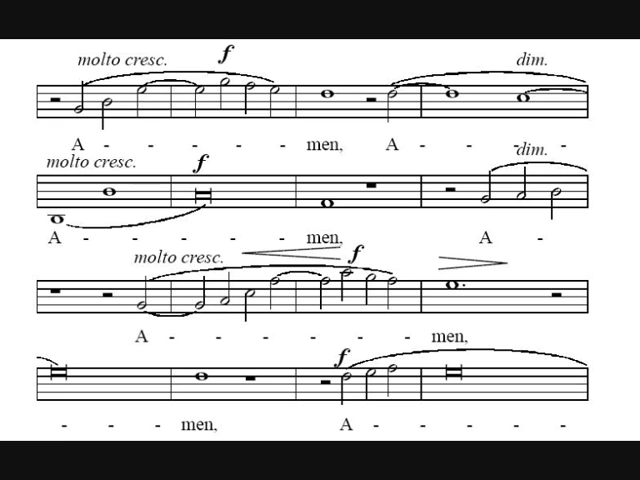 molto cresc. f dim.
A - - - - men, A - - - -
molto cresc. f dim.
A - - - - - men, A -
molto cresc. f
A - - - - - men,
f
- - - men, A - - - - -